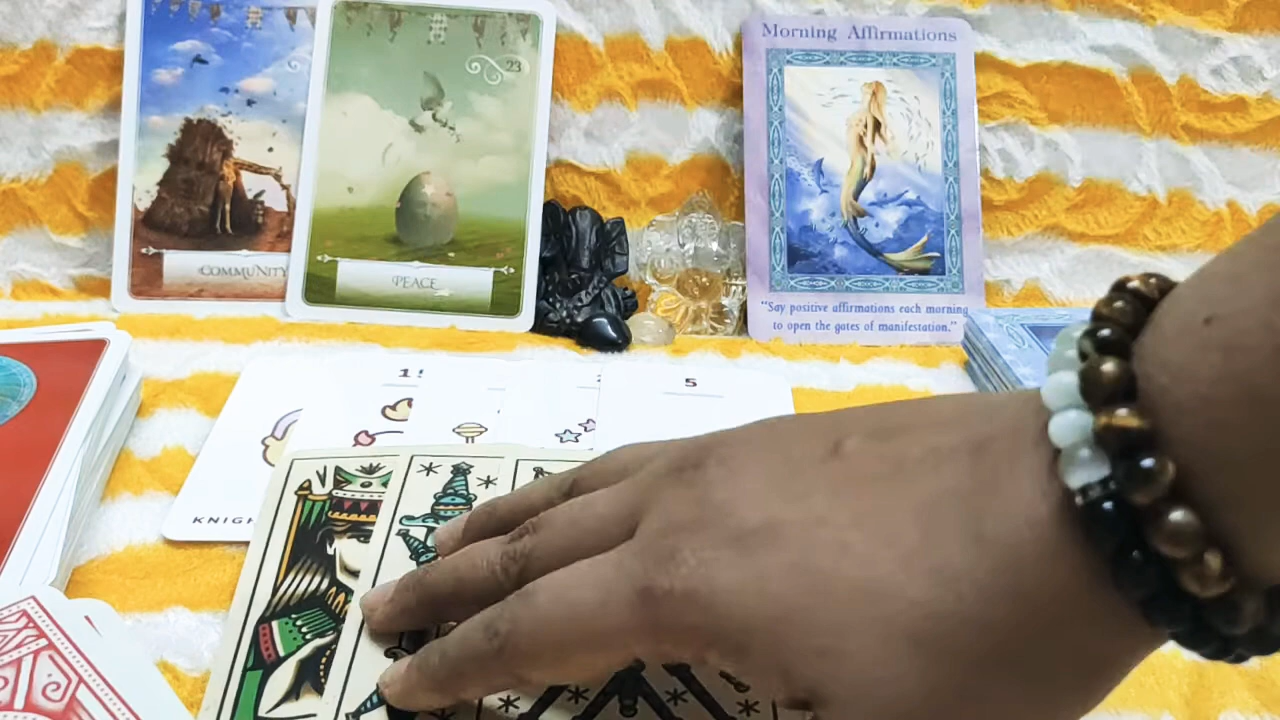 COMMUNITY
23
PEACE
Morning Affirmations
"Say positive affirmations each morning
to open the gates of manifestation."
5
KNIGH